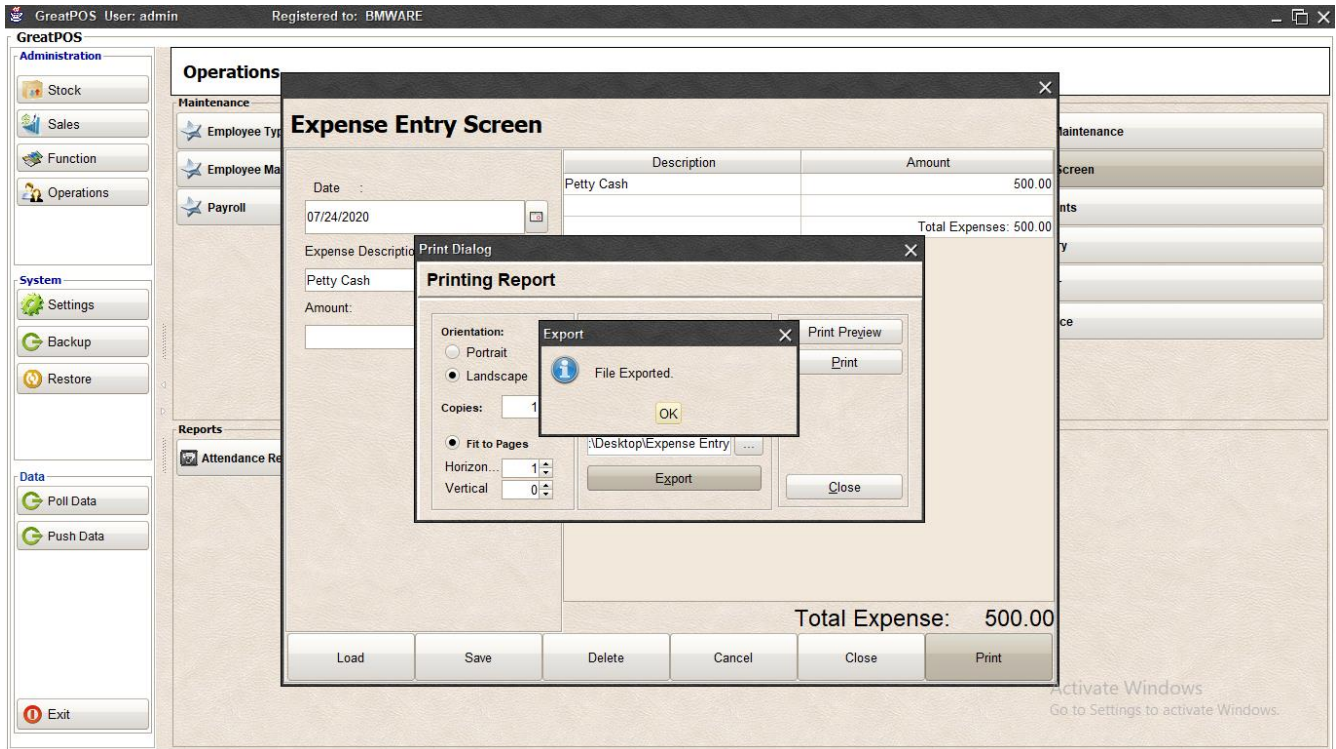 GreatPOS User: admin
Registered to: BMWARE
GreatPOS
Administration
Stock
Sales
Function
Operations
System
Settings
Backup
Restore
Data
Poll Data
Push Data
Exit
Operations
Maintenance
Employee Typ
Employee Ma
Payroll
Maintenance
Screen
nts
ry
ce
Reports
Attendance Re
Expense Entry Screen
Date :
07/24/2020
Expense Descriptio
Petty Cash
Amount:
Description Amount
Petty Cash 500.00
Total Expenses: 500.00
Print Dialog
Printing Report
Orientation:
Portrait
Landscape
Copies: 1
Fit to Pages
Horizon... 1
Vertical 0
Export
File Exported.
OK
:\Desktop\Expense Entry ...
Export
Print Preview
Print
Close
Total Expense: 500.00
Load Save Delete Cancel Close Print
Activate Windows
Go to Settings to activate Windows.